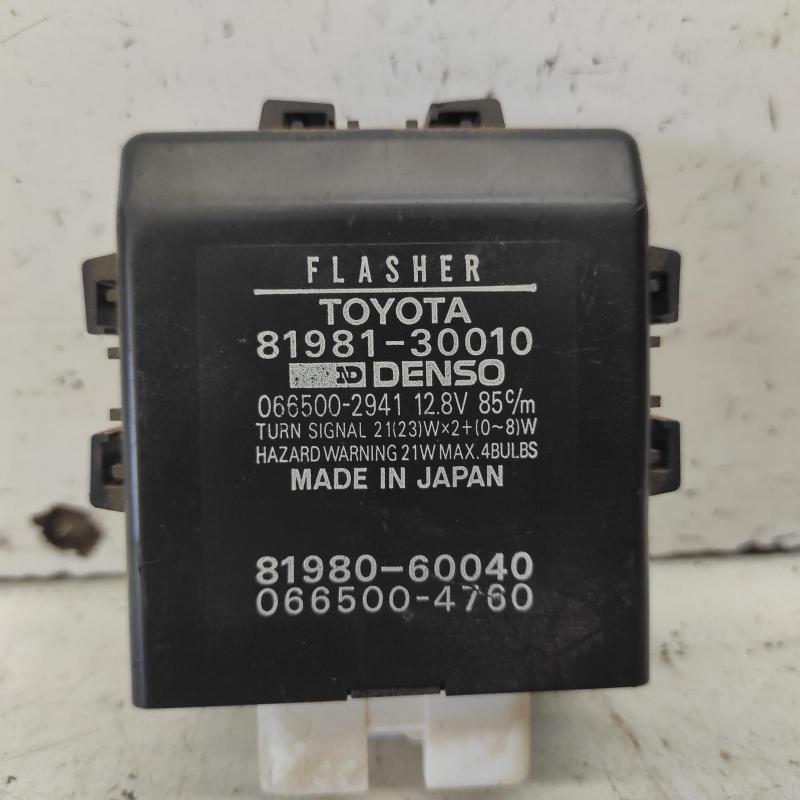 FLASHER
TOYOTA
81981-30010
ND DENSO
066500-2941 12.8V 85c/m
TURN SIGNAL 21(23)W×2+(0~8)W
HAZARD WARNING 21W MAX. 4BULBS
MADE IN JAPAN
81980-60040
066500-4760